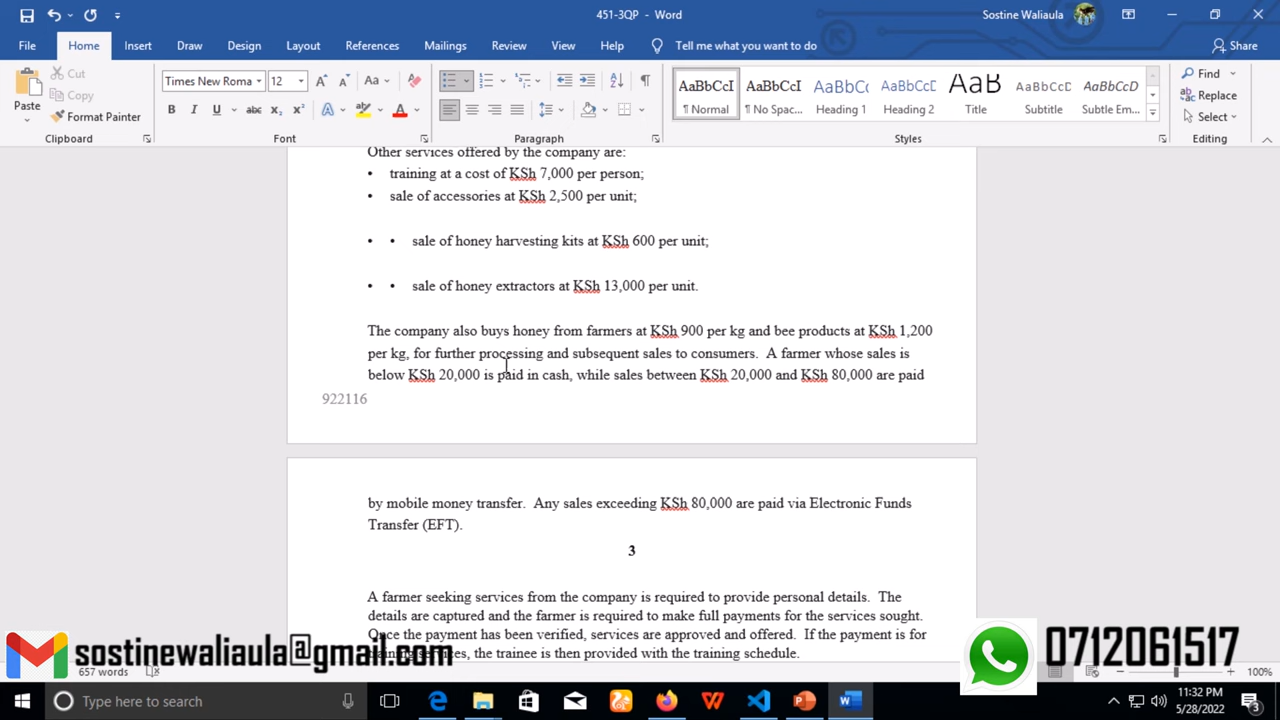 451-3QP - Word
Sostine Waliaula
File Home Insert Draw Design Layout References Mailings Review View Help Tell me what you want to do Share
Paste
Cut
Copy
Format Painter
Clipboard
Times New Roma 12
Font
Paragraph
AaBbCcI AaBbCcI AaBbCc AaBbCcI AaB AaBbCcI AaBbCcI
¶ Normal ¶ No Spac... Heading 1 Heading 2 Title Subtitle Subtle Em...
Styles
Find
Replace
Select
Editing
Other services offered by the company are:
• training at a cost of KSh 7,000 per person;
• sale of accessories at KSh 2,500 per unit;
• • sale of honey harvesting kits at KSh 600 per unit;
• • sale of honey extractors at KSh 13,000 per unit.
The company also buys honey from farmers at KSh 900 per kg and bee products at KSh 1,200
per kg, for further processing and subsequent sales to consumers. A farmer whose sales is
below KSh 20,000 is paid in cash, while sales between KSh 20,000 and KSh 80,000 are paid
922116
by mobile money transfer. Any sales exceeding KSh 80,000 are paid via Electronic Funds
Transfer (EFT).
3
A farmer seeking services from the company is required to provide personal details. The
details are captured and the farmer is required to make full payments for the services sought.
Once the payment has been verified, services are approved and offered. If the payment is for
training services, the trainee is then provided with the training schedule.
sostinewaliaula@gmail.com
0712061517
657 words
100%
Type here to search
11:32 PM
5/28/2022
3